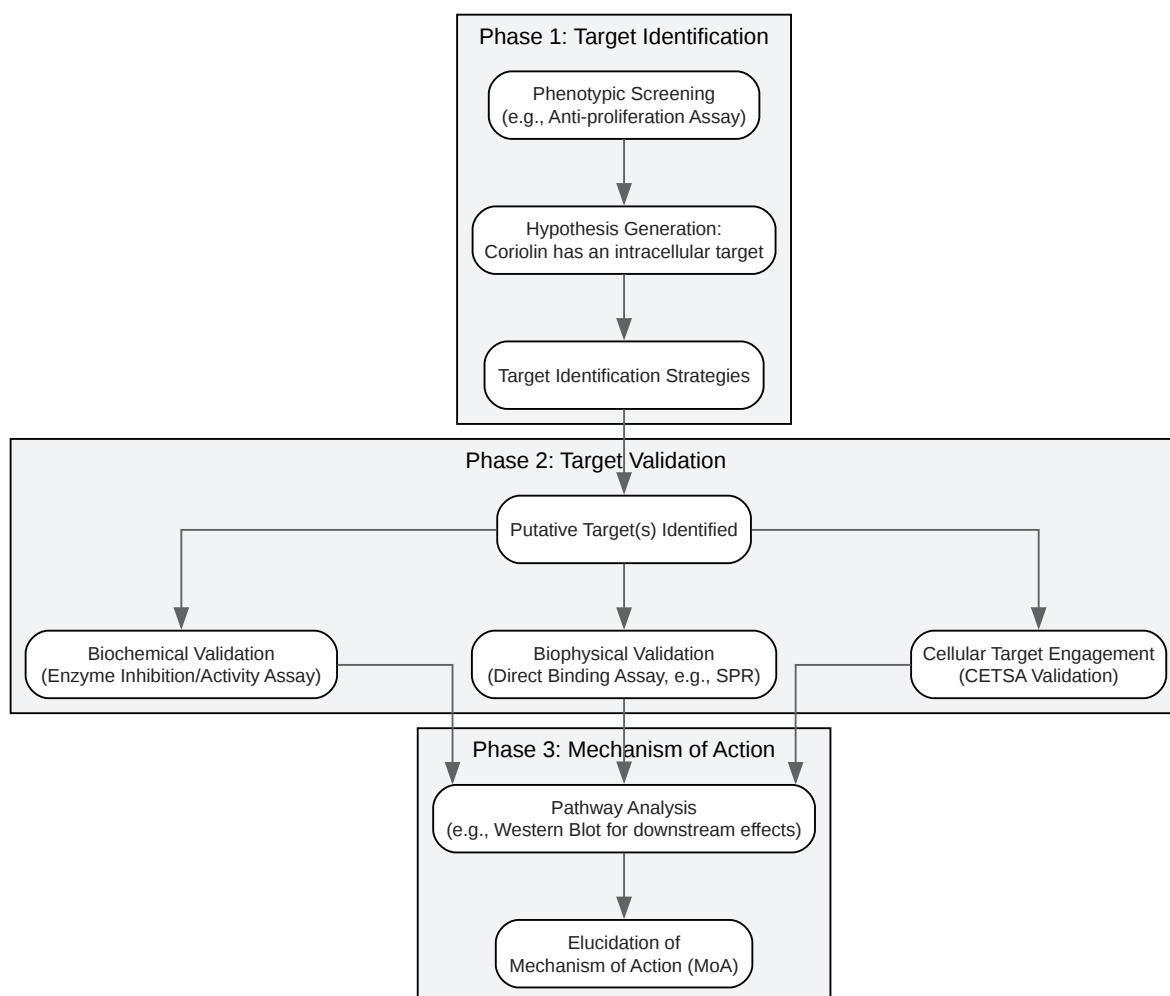 Phase 1: Target Identification
Phenotypic Screening
(e.g., Anti-proliferation Assay)
Hypothesis Generation:
Coriolin has an intracellular target
Target Identification Strategies
Phase 2: Target Validation
Putative Target(s) Identified
Biochemical Validation
(Enzyme Inhibition/Activity Assay)
Biophysical Validation
(Direct Binding Assay, e.g., SPR)
Cellular Target Engagement
(CETSA Validation)
Phase 3: Mechanism of Action
Pathway Analysis
(e.g., Western Blot for downstream effects)
Elucidation of
Mechanism of Action (MoA)